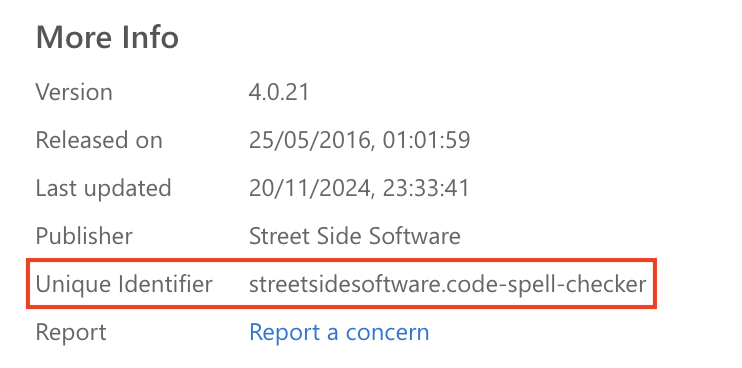 More Info
Version 4.0.21
Released on 25/05/2016, 01:01:59
Last updated 20/11/2024, 23:33:41
Publisher Street Side Software
Unique Identifier streetsidesoftware.code-spell-checker
Report Report a concern